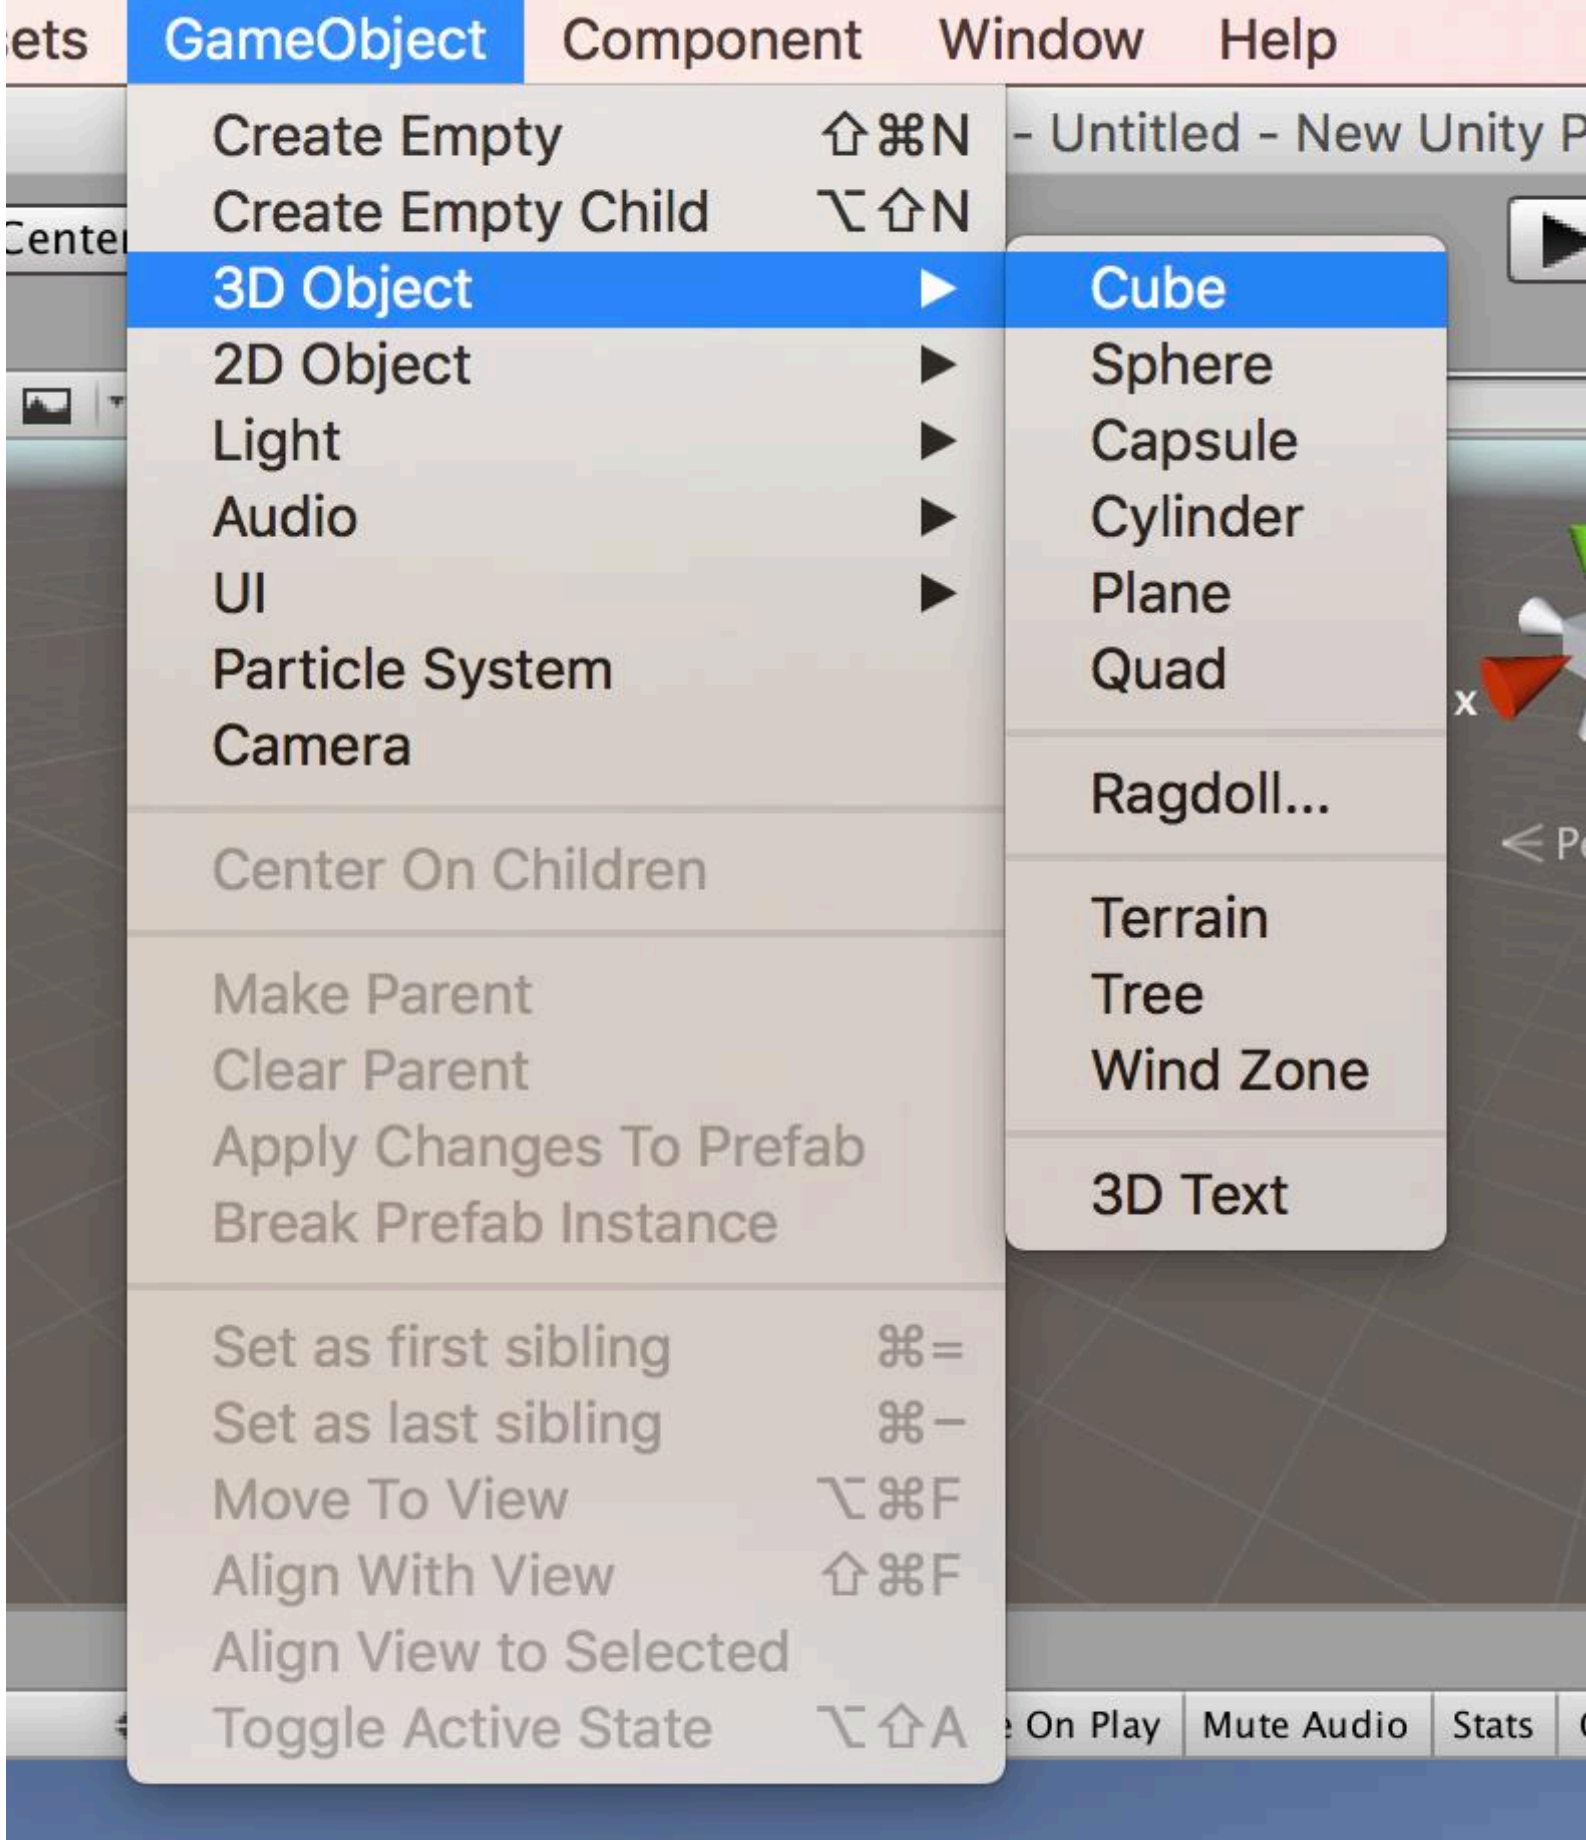 GameObject Component Window Help
Create Empty ⇧⌘N
Create Empty Child ⌥⇧N
3D Object ▶
2D Object ▶
Light ▶
Audio ▶
UI ▶
Particle System
Camera
Center On Children
Make Parent
Clear Parent
Apply Changes To Prefab
Break Prefab Instance
Set as first sibling ⌘=
Set as last sibling ⌘−
Move To View ⌥⌘F
Align With View ⇧⌘F
Align View to Selected
Toggle Active State ⌥⇧A
Cube
Sphere
Capsule
Cylinder
Plane
Quad
Ragdoll...
Terrain
Tree
Wind Zone
3D Text
- Untitled - New Unity
x
On Play Mute Audio Stats